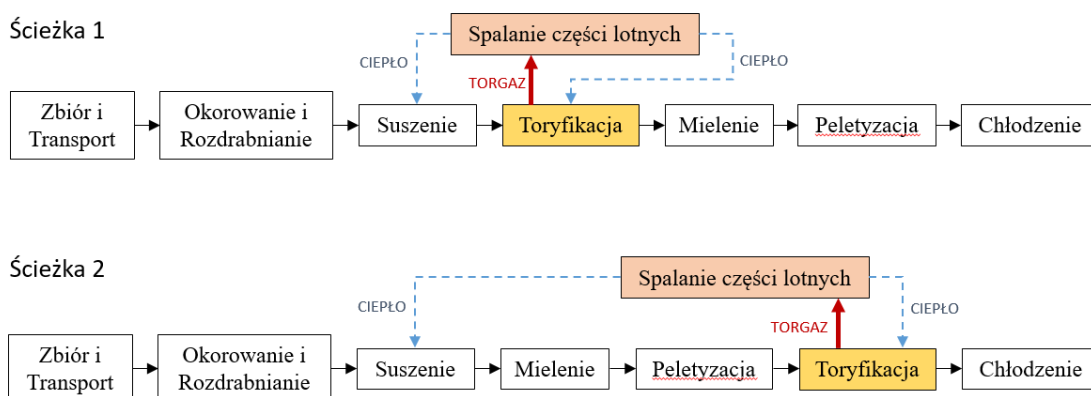 Ścieżka 1
Spalanie części lotnych
CIEPŁO
CIEPŁO
TORGAZ
Zbiór i
Transport
Okorowanie i
Rozdrabnianie
Suszenie
Toryfikacja
Mielenie
Peletyzacja
Chłodzenie
Ścieżka 2
Spalanie części lotnych
CIEPŁO
CIEPŁO
TORGAZ
Zbiór i
Transport
Okorowanie i
Rozdrabnianie
Suszenie
Mielenie
Peletyzacja
Toryfikacja
Chłodzenie